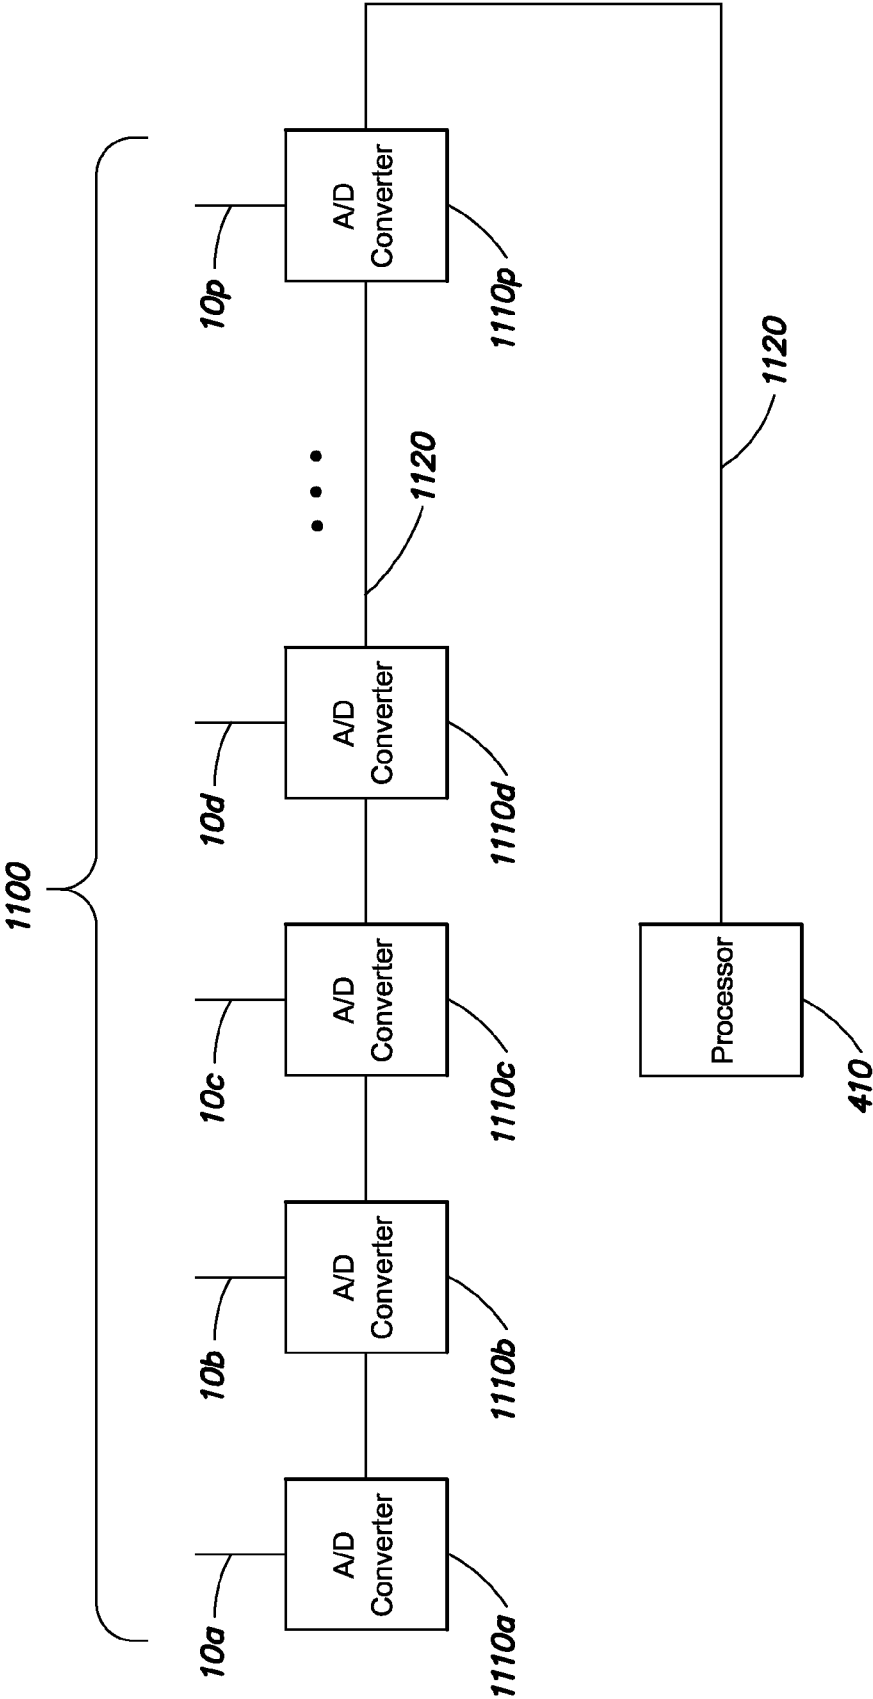 1100
10a
10b
10c
10d
10p
A/D
Converter
A/D
Converter
A/D
Converter
A/D
Converter
A/D
Converter
1120
1110a
1110b
1110c
1110d
1110p
Processor
1120
410